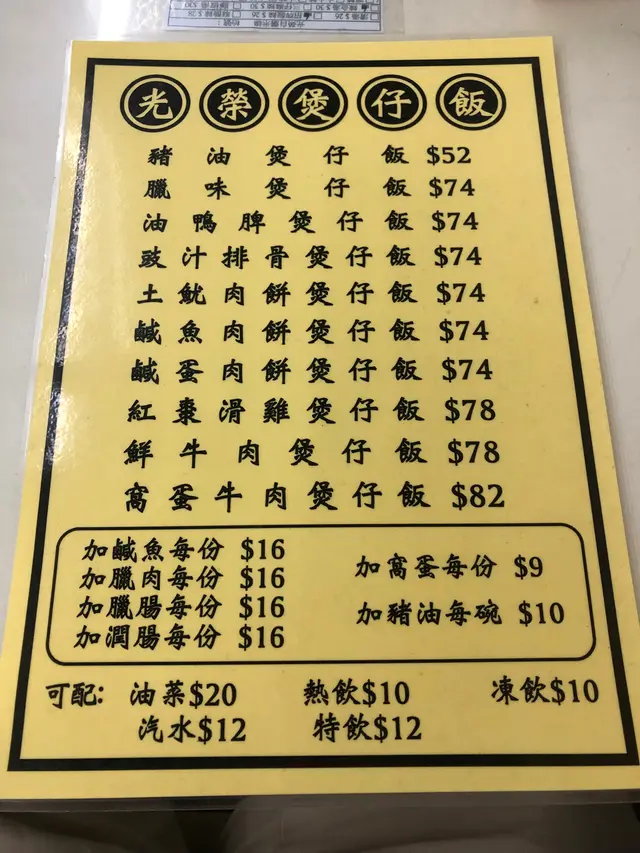 光榮煲仔飯
豬油煲仔飯 $52
臘味煲仔飯 $74
油鴨脾煲仔飯 $74
豉汁排骨煲仔飯 $74
土魷肉餅煲仔飯 $74
鹹魚肉餅煲仔飯 $74
鹹蛋肉餅煲仔飯 $74
紅棗滑雞煲仔飯 $78
鮮牛肉煲仔飯 $78
窩蛋牛肉煲仔飯 $82
加鹹魚每份 $16
加臘肉每份 $16
加臘腸每份 $16
加潤腸每份 $16
加窩蛋每份 $9
加豬油每碗 $10
可配: 油菜$20 熱飲$10 凍飲$10
汽水$12 特飲$12